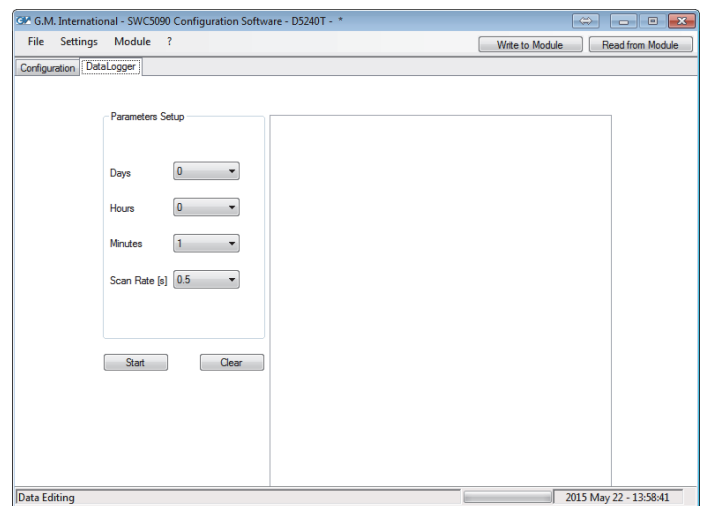 G.M. International - SWC5090 Configuration Software - D5240T - *
File Settings Module ? Write to Module Read from Module
Configuration DataLogger
Parameters Setup
Days 0
Hours 0
Minutes 1
Scan Rate [s] 0.5
Start Clear
Data Editing 2015 May 22 - 13:58:41